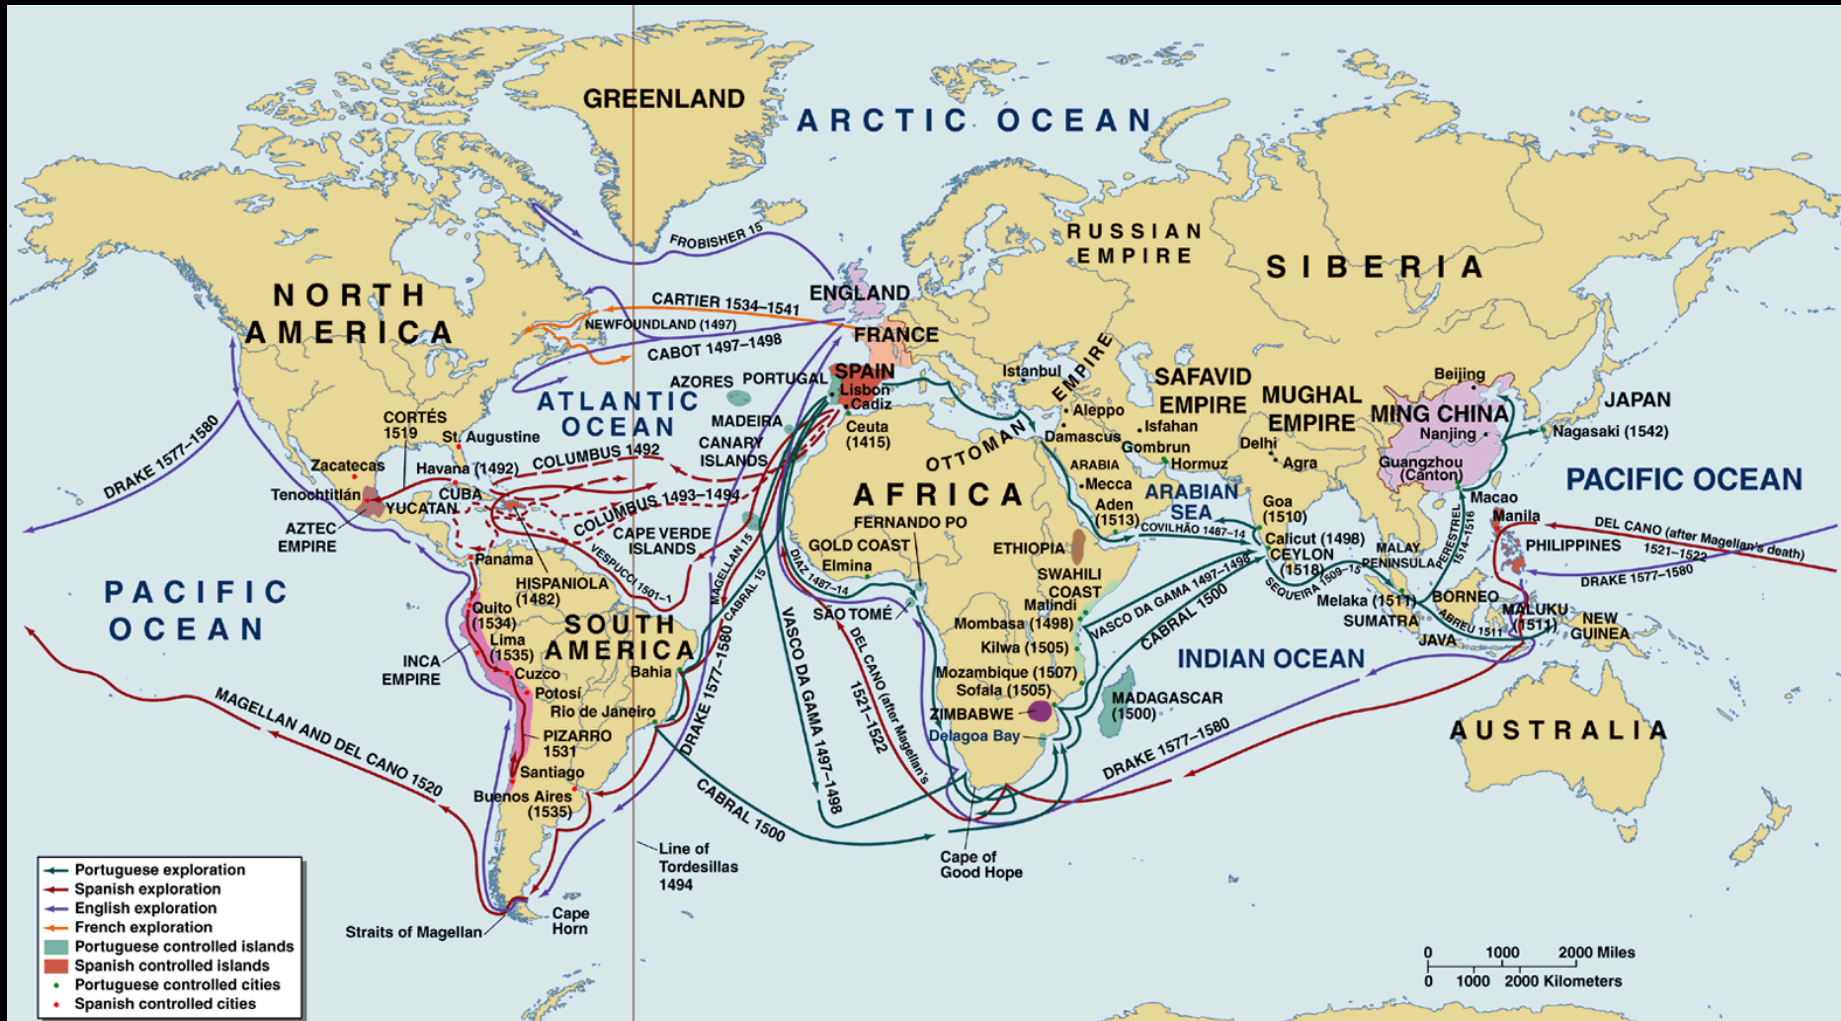 GREENLAND
ARCTIC OCEAN
RUSSIAN
EMPIRE
SIBERIA
FROBISHER 15
NORTH
AMERICA
ENGLAND
CARTIER 1534–1541
NEWFOUNDLAND (1497)
CABOT 1497–1498
FRANCE
SPAIN
AZORES
PORTUGAL
Lisbon
Cadiz
ATLANTIC
OCEAN
MADEIRA
Ceuta
(1415)
CANARY
ISLANDS
Istanbul
OTTOMAN
EMPIRE
Aleppo
Damascus
SAFAVID
EMPIRE
Isfahan
Gombrun
Hormuz
MUGHAL
EMPIRE
Delhi
Agra
Beijing
MING CHINA
Nanjing
Guangzhou
(Canton)
Macao
JAPAN
Nagasaki (1542)
PACIFIC OCEAN
CORTÉS
1519
St. Augustine
Zacatecas
Havana (1492)
Tenochtitlán
CUBA
YUCATAN
AZTEC
EMPIRE
DRAKE 1577–1580
COLUMBUS 1492
COLUMBUS 1493–1494
CAPE VERDE
ISLANDS
VESPUCCI 1501–1
MAGELLAN 15
CABRAL 15
Panama
HISPANIOLA
(1482)
PACIFIC
OCEAN
Quito
(1534)
Lima
(1535)
SOUTH
AMERICA
INCA
EMPIRE
Cuzco
Bahia
Potosí
Rio de Janeiro
PIZARRO
1531
Santiago
Buenos Aires
(1535)
MAGELLAN AND DEL CANO 1520
DRAKE 1577–1580
CABRAL 1500
Line of
Tordesillas
1494
Straits of Magellan
Cape
Horn
AFRICA
FERNANDO PO
GOLD COAST
Elmina
DIAZ 1487–14
SÃO TOMÉ
VASCO DA GAMA 1497–1498
DEL CANO (after Magellan's
1521–1522
ARABIA
Mecca
Aden
(1513)
ARABIAN
SEA
COVILHÃO 1487–14
Goa
(1510)
Calicut (1498)
CEYLON
(1518)
ETHIOPIA
SWAHILI
COAST
Malindi
Mombasa (1498)
Kilwa (1505)
Mozambique (1507)
Sofala (1505)
ZIMBABWE
Delagoa Bay
MADAGASCAR
(1500)
VASCO DA GAMA 1497–1499
CABRAL 1500
SEQUEIRA 1509–15
INDIAN OCEAN
MALAY
PENINSULA
PERESTREL
1514–1516
Melaka (1511)
SUMATRA
BORNEO
ABREU 1511
JAVA
MALUKU
(1511)
NEW
GUINEA
Manila
PHILIPPINES
DEL CANO (after Magellan's death)
1521–1522
DRAKE 1577–1580
DRAKE 1577–1580
AUSTRALIA
Cape of
Good Hope
Portuguese exploration
Spanish exploration
English exploration
French exploration
Portuguese controlled islands
Spanish controlled islands
Portuguese controlled cities
Spanish controlled cities
0 1000 2000 Miles
0 1000 2000 Kilometers